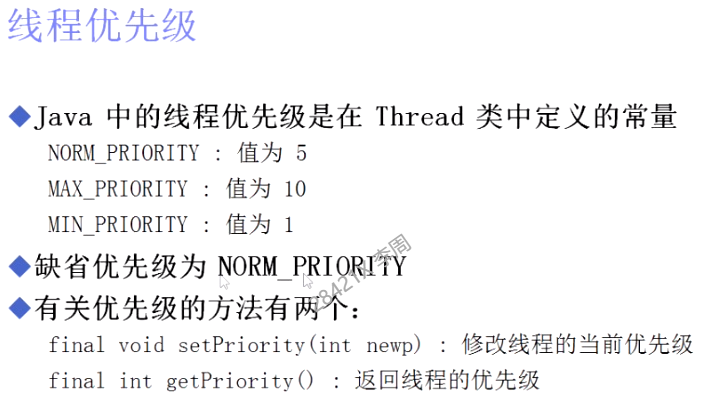 线程优先级
◆Java 中的线程优先级是在 Thread 类中定义的常量
NORM_PRIORITY : 值为 5
MAX_PRIORITY : 值为 10
MIN_PRIORITY : 值为 1
◆缺省优先级为 NORM_PRIORITY
◆有关优先级的方法有两个:
final void setPriority(int newp) : 修改线程的当前优先级
final int getPriority() : 返回线程的优先级